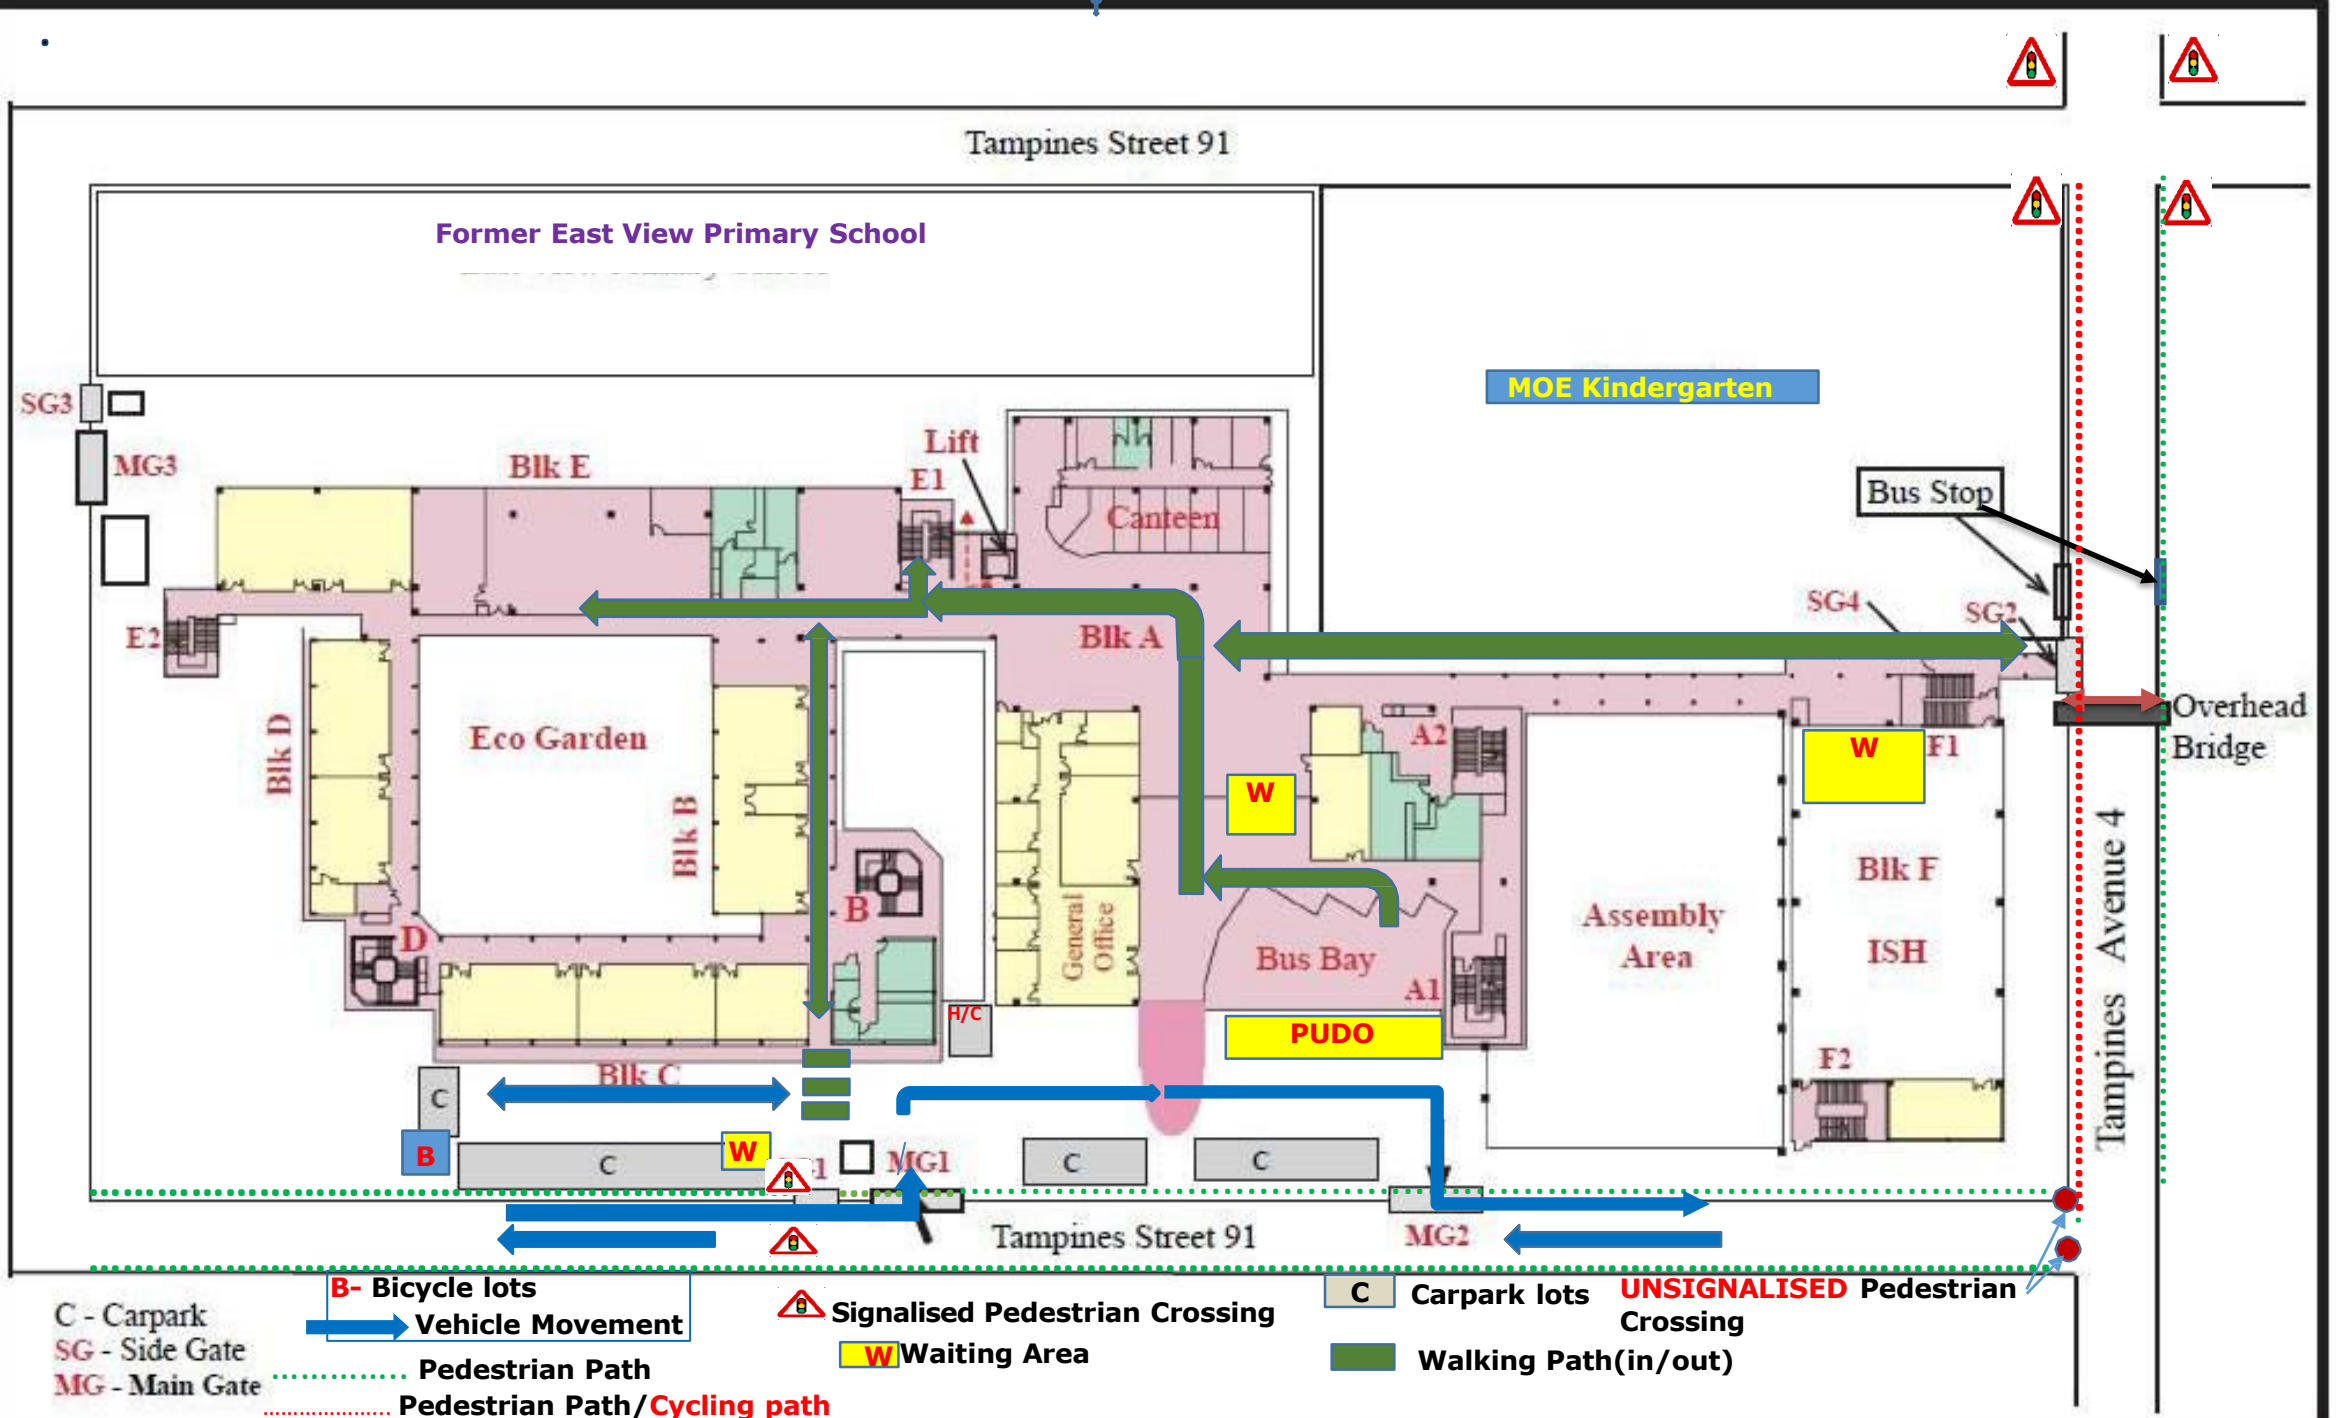 Tampines Street 91
Former East View Primary School
MOE Kindergarten
SG3
MG3
Blk E
Lift
E1
Canteen
Bus Stop
SG4
SG2
E2
Blk A
Overhead
Bridge
Blk D
Eco Garden
Blk B
A2
W
F1
W
B
D
General
Office
Bus Bay
A1
Assembly
Area
Blk F
ISH
Tampines Avenue 4
H/C
PUDO
F2
Blk C
C
B
C
W
MG1
C
C
Tampines Street 91
MG2
B- Bicycle lots
Vehicle Movement
C - Carpark
SG - Side Gate
MG - Main Gate
Pedestrian Path
Pedestrian Path/Cycling path
Signalised Pedestrian Crossing
W Waiting Area
C Carpark lots
UNSIGNALISED Pedestrian
Crossing
Walking Path(in/out)